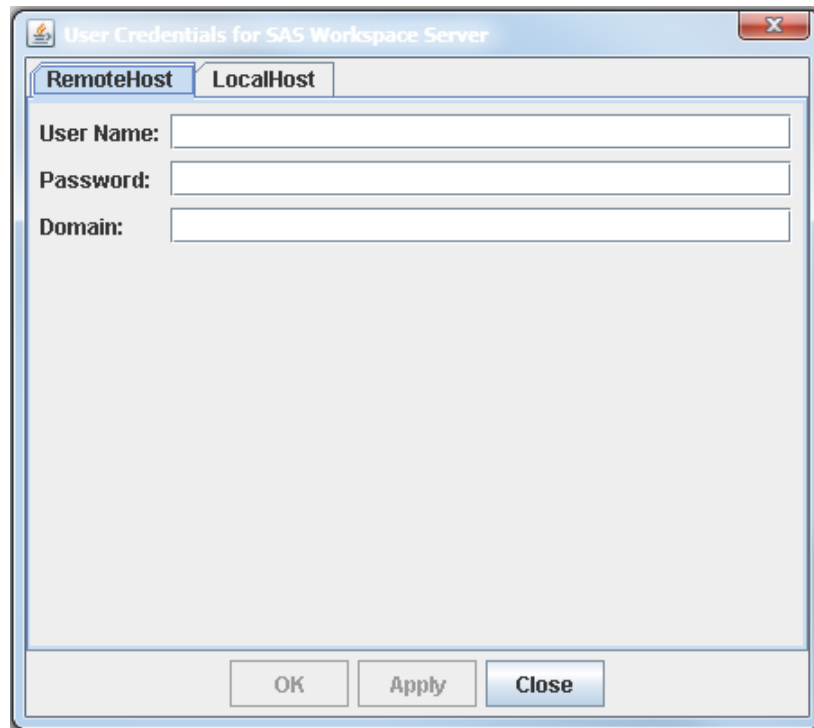 User Credentials for SAS Workspace Server
RemoteHost LocalHost
User Name:
Password:
Domain:
OK Apply Close